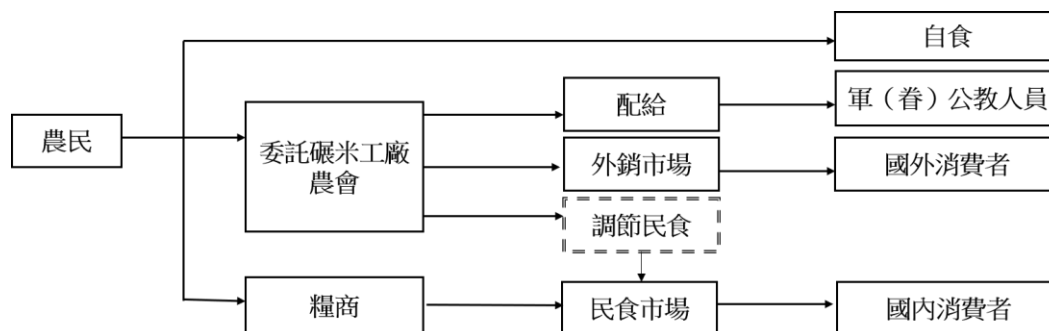 自食
農民
委託碾米工廠
農會
配給
軍（眷）公教人員
外銷市場
國外消費者
調節民食
糧商
民食市場
國內消費者